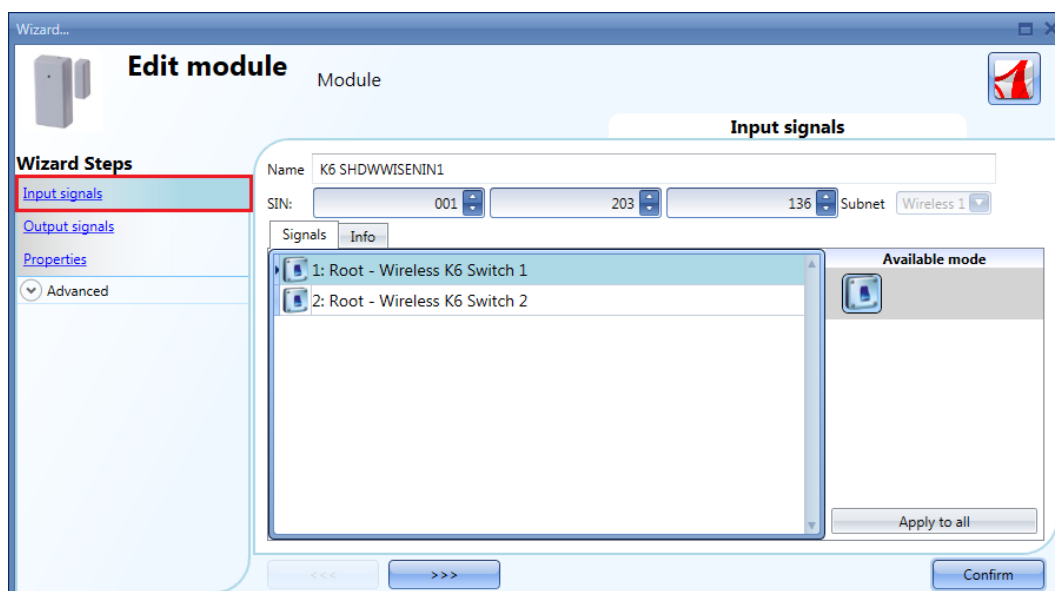 Wizard...
Edit module
Module
Input signals
Wizard Steps
Input signals
Output signals
Properties
Advanced
Name K6 SHDWWISENIN1
SIN: 001 203 136 Subnet Wireless 1
Signals Info
1: Root - Wireless K6 Switch 1
2: Root - Wireless K6 Switch 2
Available mode
Apply to all
<<< >>> Confirm